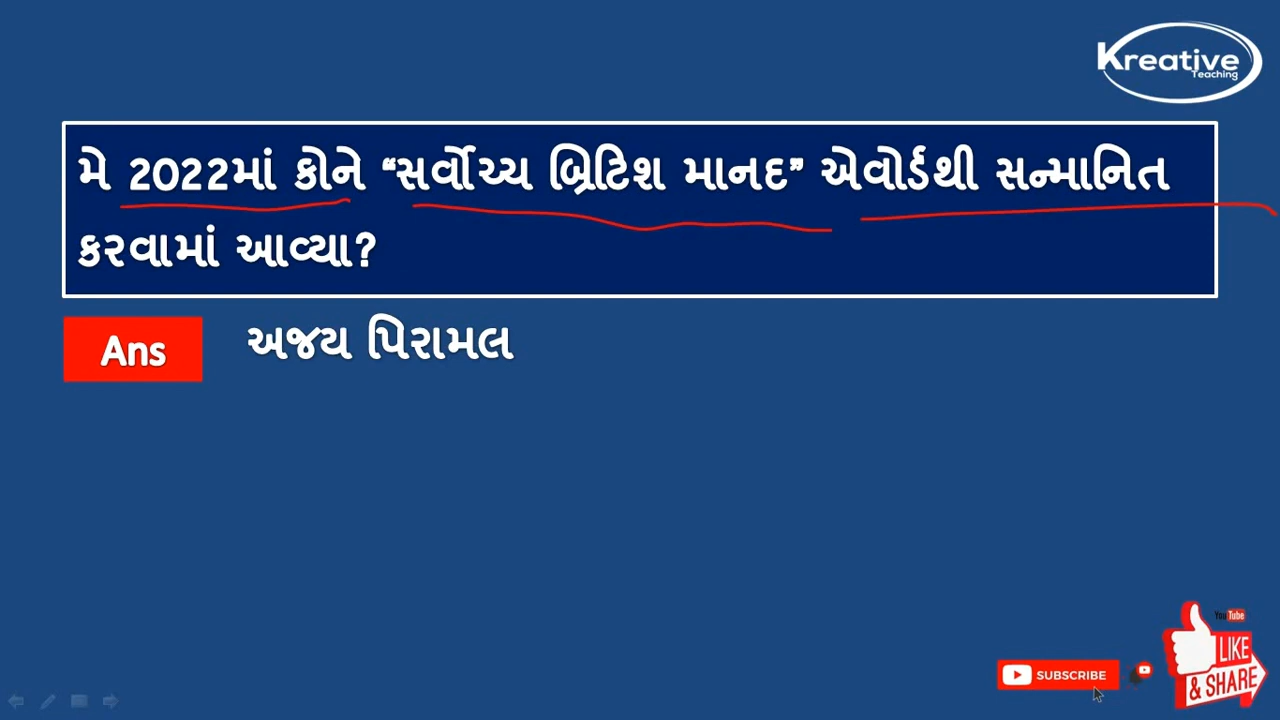 Kreative
Teaching
મે 2022માં કોને “સર્વોચ્ચ બ્રિટિશ માનદ” એવોર્ડથી સન્માનિત
કરવામાં આવ્યા?
Ans અજય પિરામલ
YouTube
LIKE
& SHARE
SUBSCRIBE